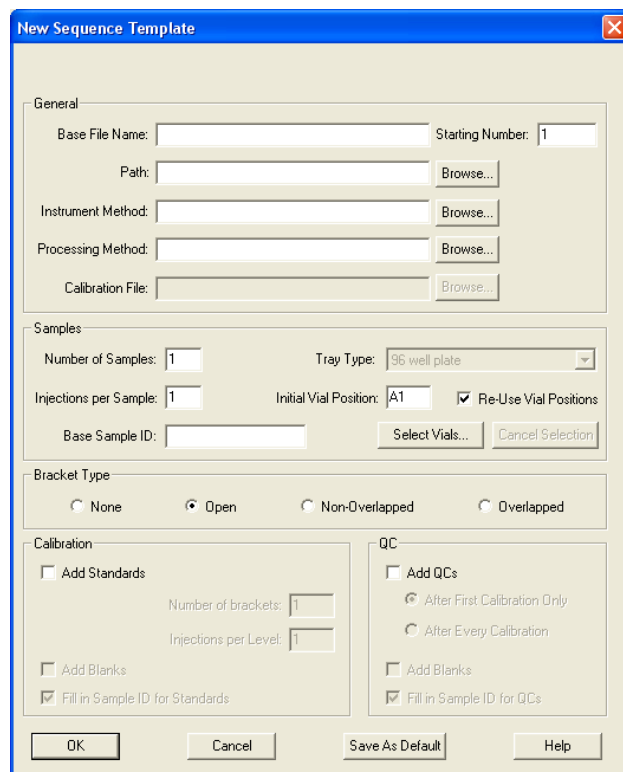 New Sequence Template
General
Base File Name:
Starting Number: 1
Path:
Browse...
Instrument Method:
Browse...
Processing Method:
Browse...
Calibration File:
Browse...
Samples
Number of Samples: 1
Tray Type: 96 well plate
Injections per Sample: 1
Initial Vial Position: A1
Re-Use Vial Positions
Base Sample ID:
Select Vials...
Cancel Selection
Bracket Type
None
Open
Non-Overlapped
Overlapped
Calibration
Add Standards
Number of brackets: 1
Injections per Level: 1
Add Blanks
Fill in Sample ID for Standards
QC
Add QCs
After First Calibration Only
After Every Calibration
Add Blanks
Fill in Sample ID for QCs
OK
Cancel
Save As Default
Help